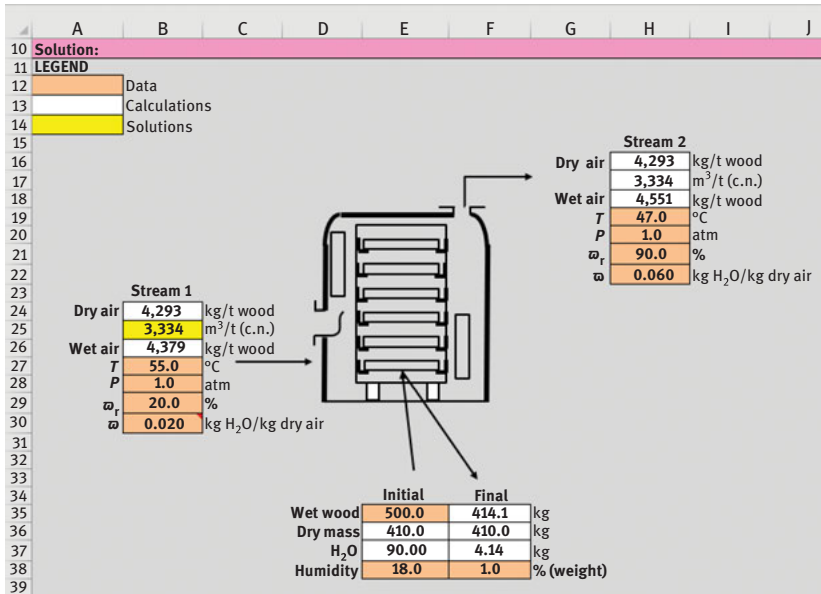 A B C D E F G H I J
10 Solution:
11 LEGEND
12 Data
13 Calculations
14 Solutions
15 Stream 2
16 Dry air 4,293 kg/t wood
17 3,334 m³/t (c.n.)
18 Wet air 4,551 kg/t wood
19 T 47.0 °C
20 P 1.0 atm
21 ϖr 90.0 %
22 ϖ 0.060 kg H₂O/kg dry air
23 Stream 1
24 Dry air 4,293 kg/t wood
25 3,334 m³/t (c.n.)
26 Wet air 4,379 kg/t wood
27 T 55.0 °C
28 P 1.0 atm
29 ϖr 20.0 %
30 ϖ 0.020 kg H₂O/kg dry air
31
32
33
34 Initial Final
35 Wet wood 500.0 414.1 kg
36 Dry mass 410.0 410.0 kg
37 H₂O 90.00 4.14 kg
38 Humidity 18.0 1.0 % (weight)
39